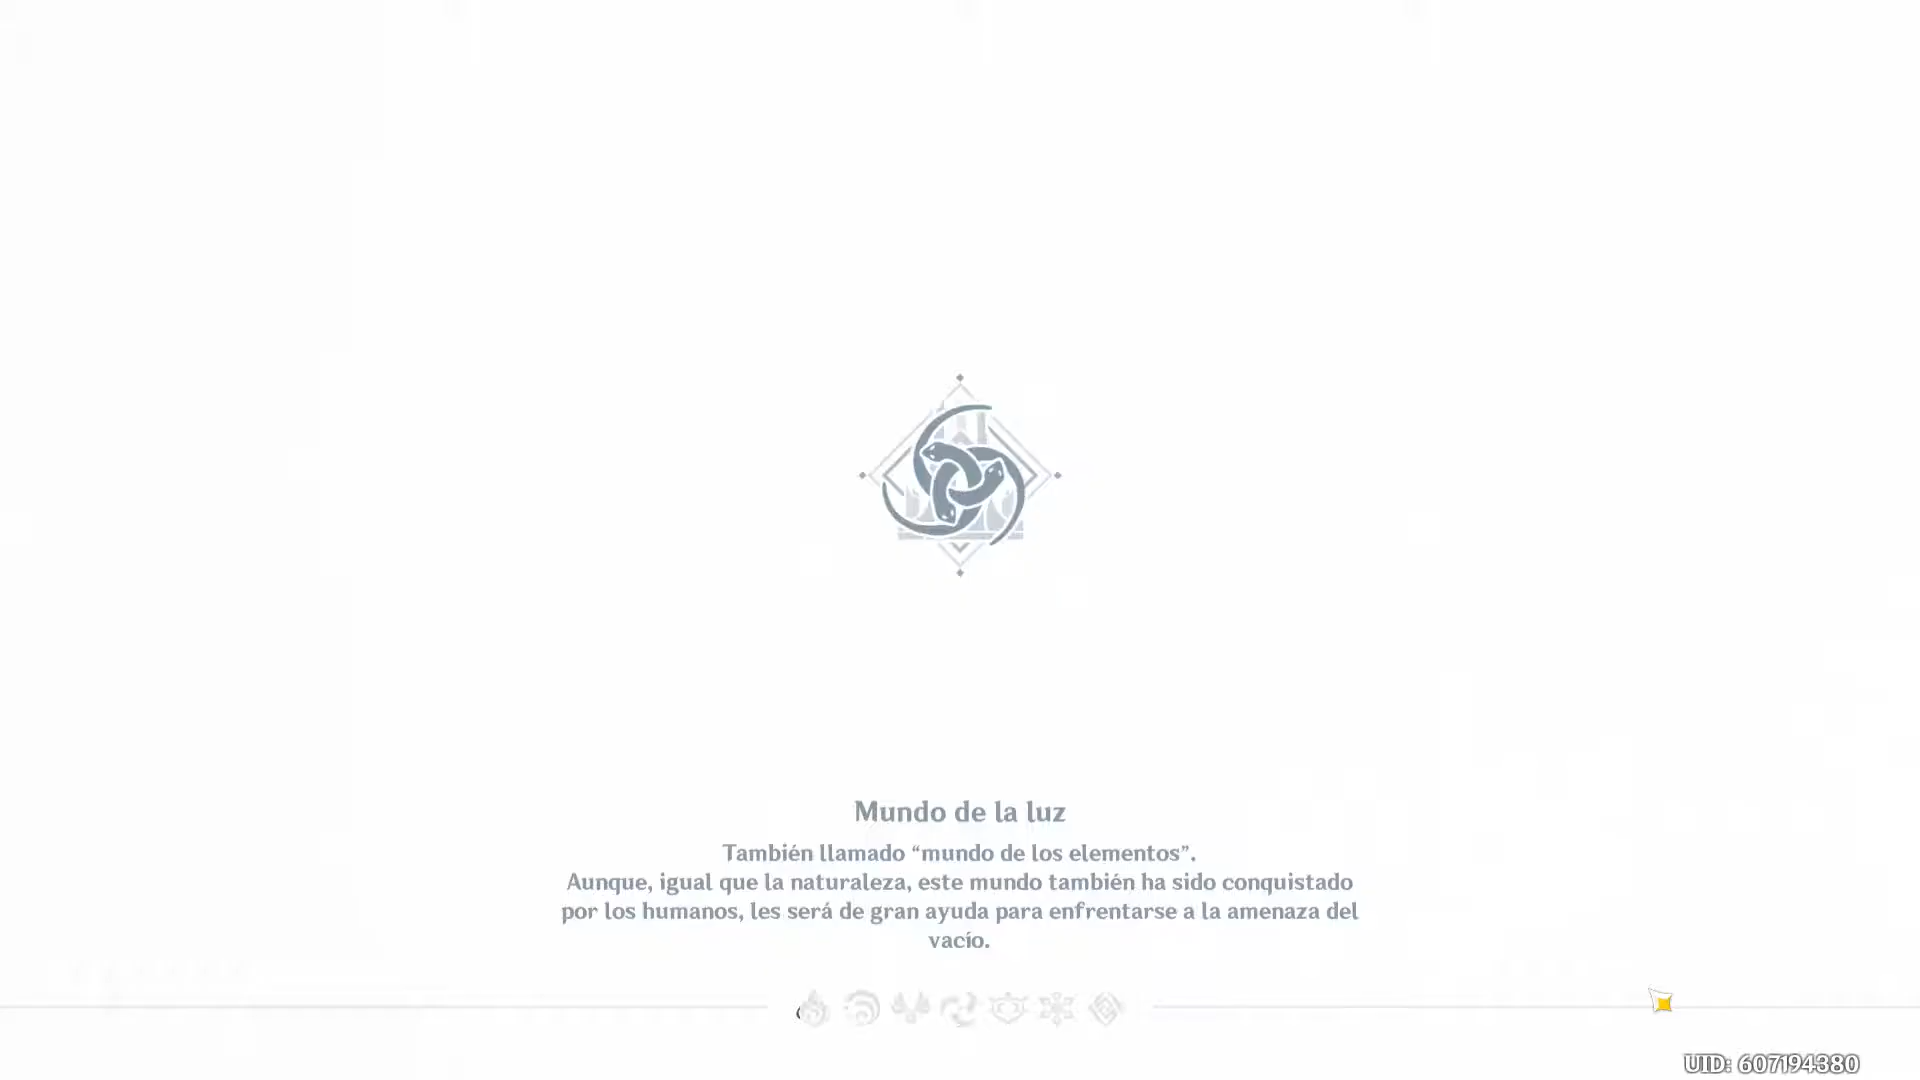 Mundo de la luz
También llamado “mundo de los elementos”.
Aunque, igual que la naturaleza, este mundo también ha sido conquistado
por los humanos, les será de gran ayuda para enfrentarse a la amenaza del
vacío.
UID: 607194380